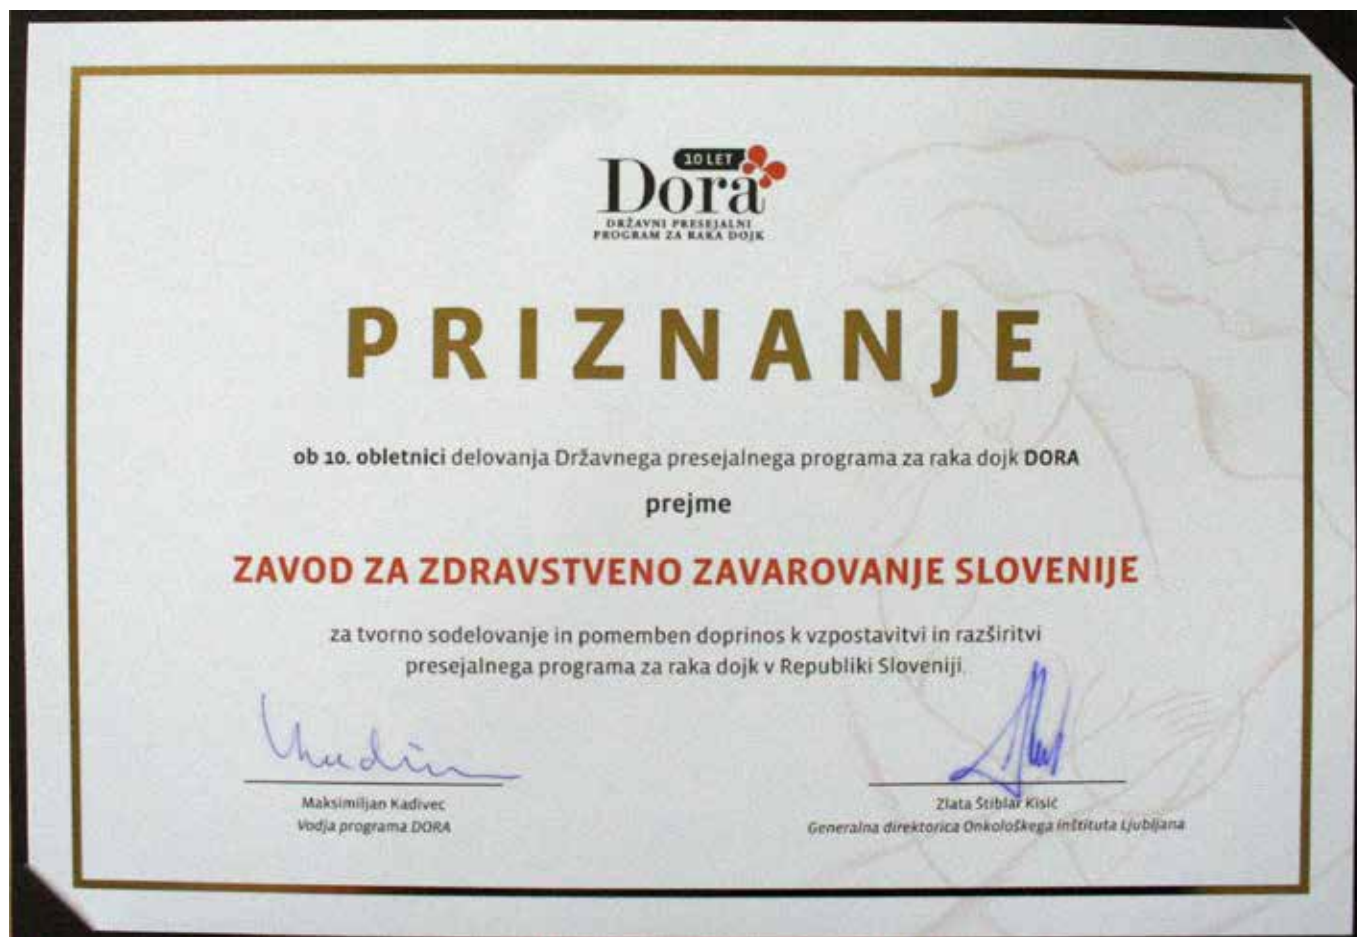 10 LET
Dora
DRŽAVNI PRESEJALNI
PROGRAM ZA RAKA DOJK
PRIZNANJE
ob 10. obletnici delovanja Državnega presejalnega programa za raka dojk DORA
prejme
ZAVOD ZA ZDRAVSTVENO ZAVAROVANJE SLOVENIJE
za tvorno sodelovanje in pomemben doprinos k vzpostavitvi in razširitvi
presejalnega programa za raka dojk v Republiki Sloveniji.
Maksimiljan Kadivec
Vodja programa DORA
Zlata Štiblar Kisić
Generalna direktorica Onkološkega inštituta Ljubljana